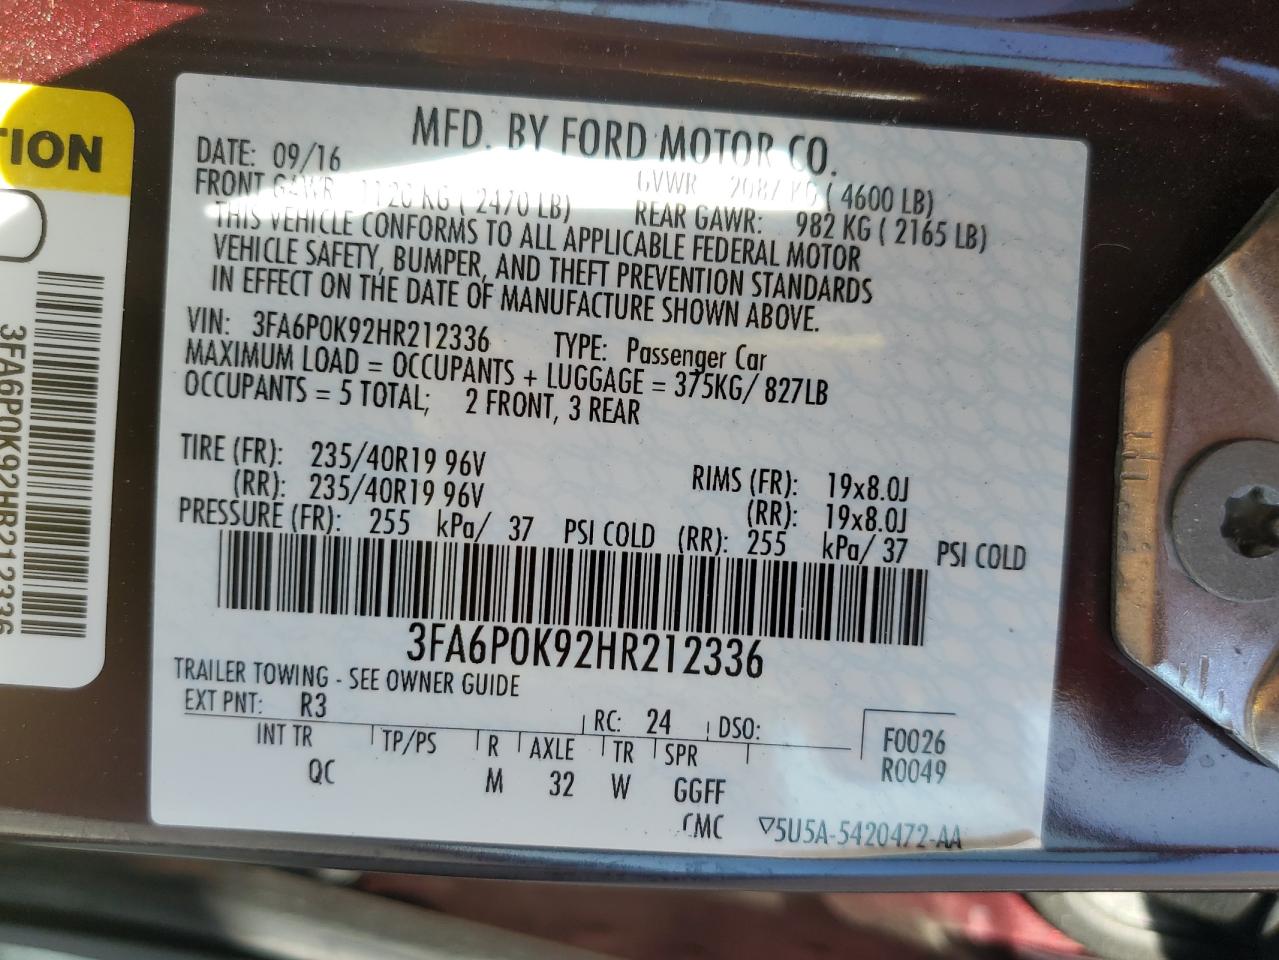 TION
3FA6P0K92HR212336
MFD. BY FORD MOTOR CO.
DATE: 09/16 GVWR 2087 KG ( 4600 LB)
FRONT GAWR 1120 KG ( 2470 LB) REAR GAWR: 982 KG ( 2165 LB)
THIS VEHICLE CONFORMS TO ALL APPLICABLE FEDERAL MOTOR
VEHICLE SAFETY, BUMPER, AND THEFT PREVENTION STANDARDS
IN EFFECT ON THE DATE OF MANUFACTURE SHOWN ABOVE.
VIN: 3FA6P0K92HR212336 TYPE: Passenger Car
MAXIMUM LOAD = OCCUPANTS + LUGGAGE = 375KG/ 827LB
OCCUPANTS = 5 TOTAL; 2 FRONT, 3 REAR
TIRE (FR): 235/40R19 96V RIMS (FR): 19x8.0J
(RR): 235/40R19 96V (RR): 19x8.0J
PRESSURE (FR): 255 kPa/ 37 PSI COLD (RR): 255 kPa/ 37 PSI COLD
3FA6P0K92HR212336
TRAILER TOWING - SEE OWNER GUIDE
EXT PNT: R3 RC: 24 DSO: F0026
INT TR TP/PS R AXLE TR SPR R0049
QC M 32 W GGFF
CMC ▽5U5A-5420472-AA